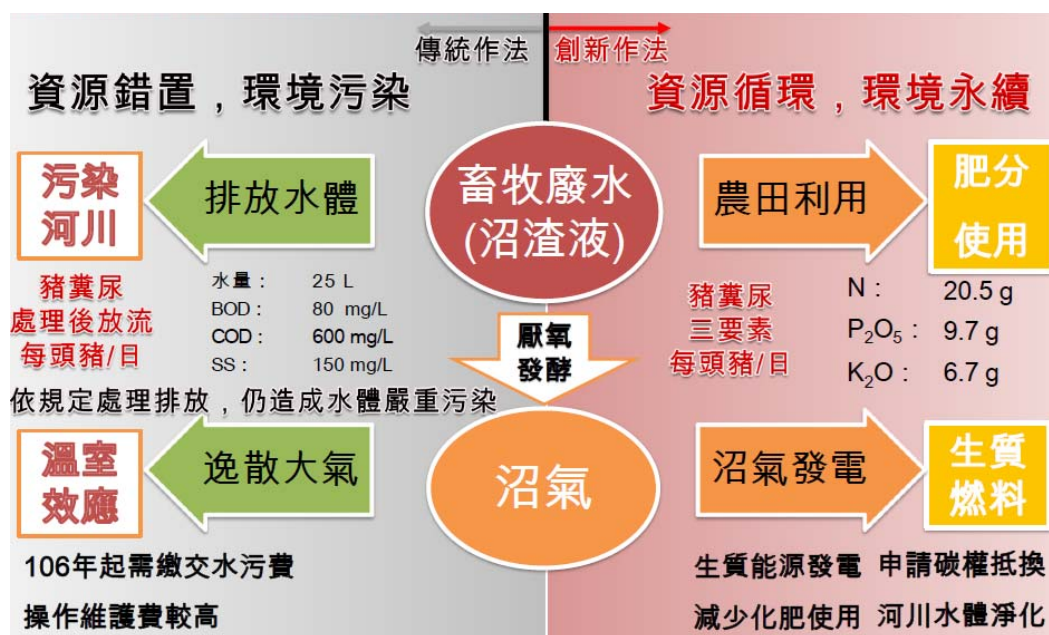 傳統作法 創新作法
資源錯置，環境污染
資源循環，環境永續
污染
河川
排放水體
畜牧廢水
(沼渣液)
農田利用
肥分
使用
豬糞尿
處理後放流
每頭豬/日
水量： 25 L
BOD： 80 mg/L
COD： 600 mg/L
SS： 150 mg/L
依規定處理排放，仍造成水體嚴重污染
厭氧
發酵
豬糞尿
三要素
每頭豬/日
N： 20.5 g
P₂O₅： 9.7 g
K₂O： 6.7 g
溫室
效應
逸散大氣
沼氣
沼氣發電
生質
燃料
106年起需繳交水污費
操作維護費較高
生質能源發電 申請碳權抵換
減少化肥使用 河川水體淨化